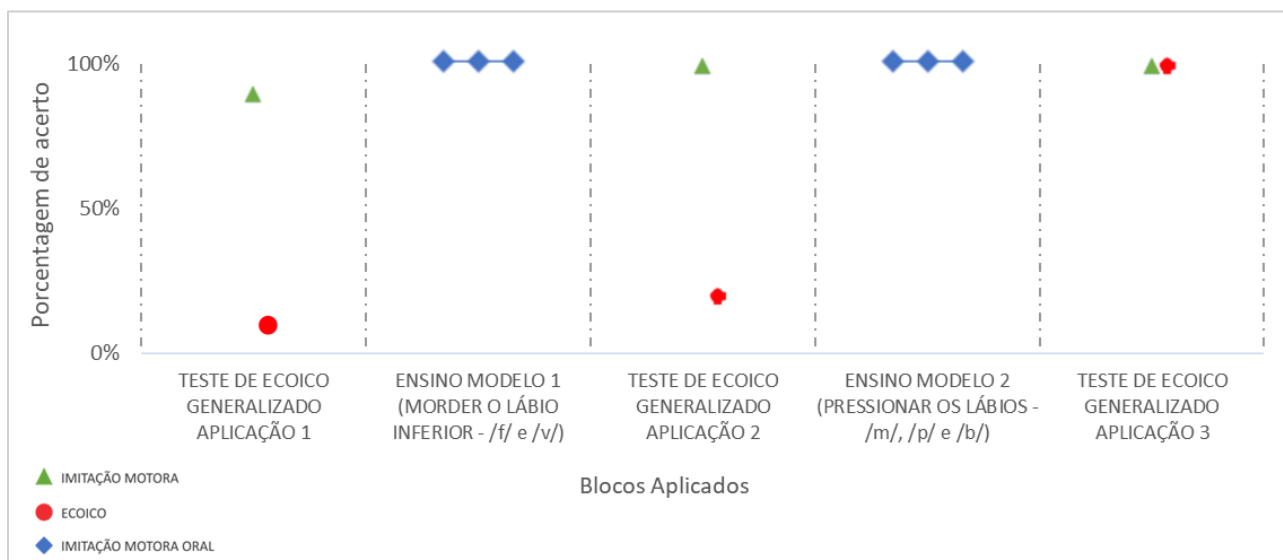 Porcentagem de acerto
100%
50%
0%
TESTE DE ECOICO
GENERALIZADO
APLICAÇÃO 1
ENSINO MODELO 1
(MORDER O LÁBIO
INFERIOR - /f/ e /v/)
TESTE DE ECOICO
GENERALIZADO
APLICAÇÃO 2
ENSINO MODELO 2
(PRESSIONAR OS LÁBIOS -
/m/, /p/ e /b/)
TESTE DE ECOICO
GENERALIZADO
APLICAÇÃO 3
Blocos Aplicados
IMITAÇÃO MOTORA
ECOICO
IMITAÇÃO MOTORA ORAL